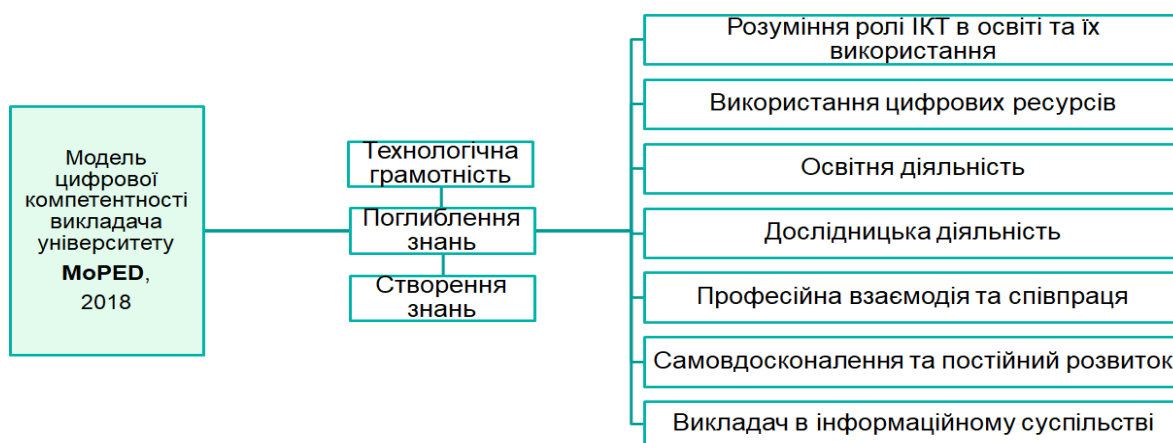 Модель
цифрової
компетентності
викладача
університету
MoPED,
2018
Технологічна
грамотність
Поглиблення
знань
Створення
знань
Розуміння ролі ІКТ в освіті та їх
використання
Використання цифрових ресурсів
Освітня діяльність
Дослідницька діяльність
Професійна взаємодія та співпраця
Самовдосконалення та постійний розвиток
Викладач в інформаційному суспільстві